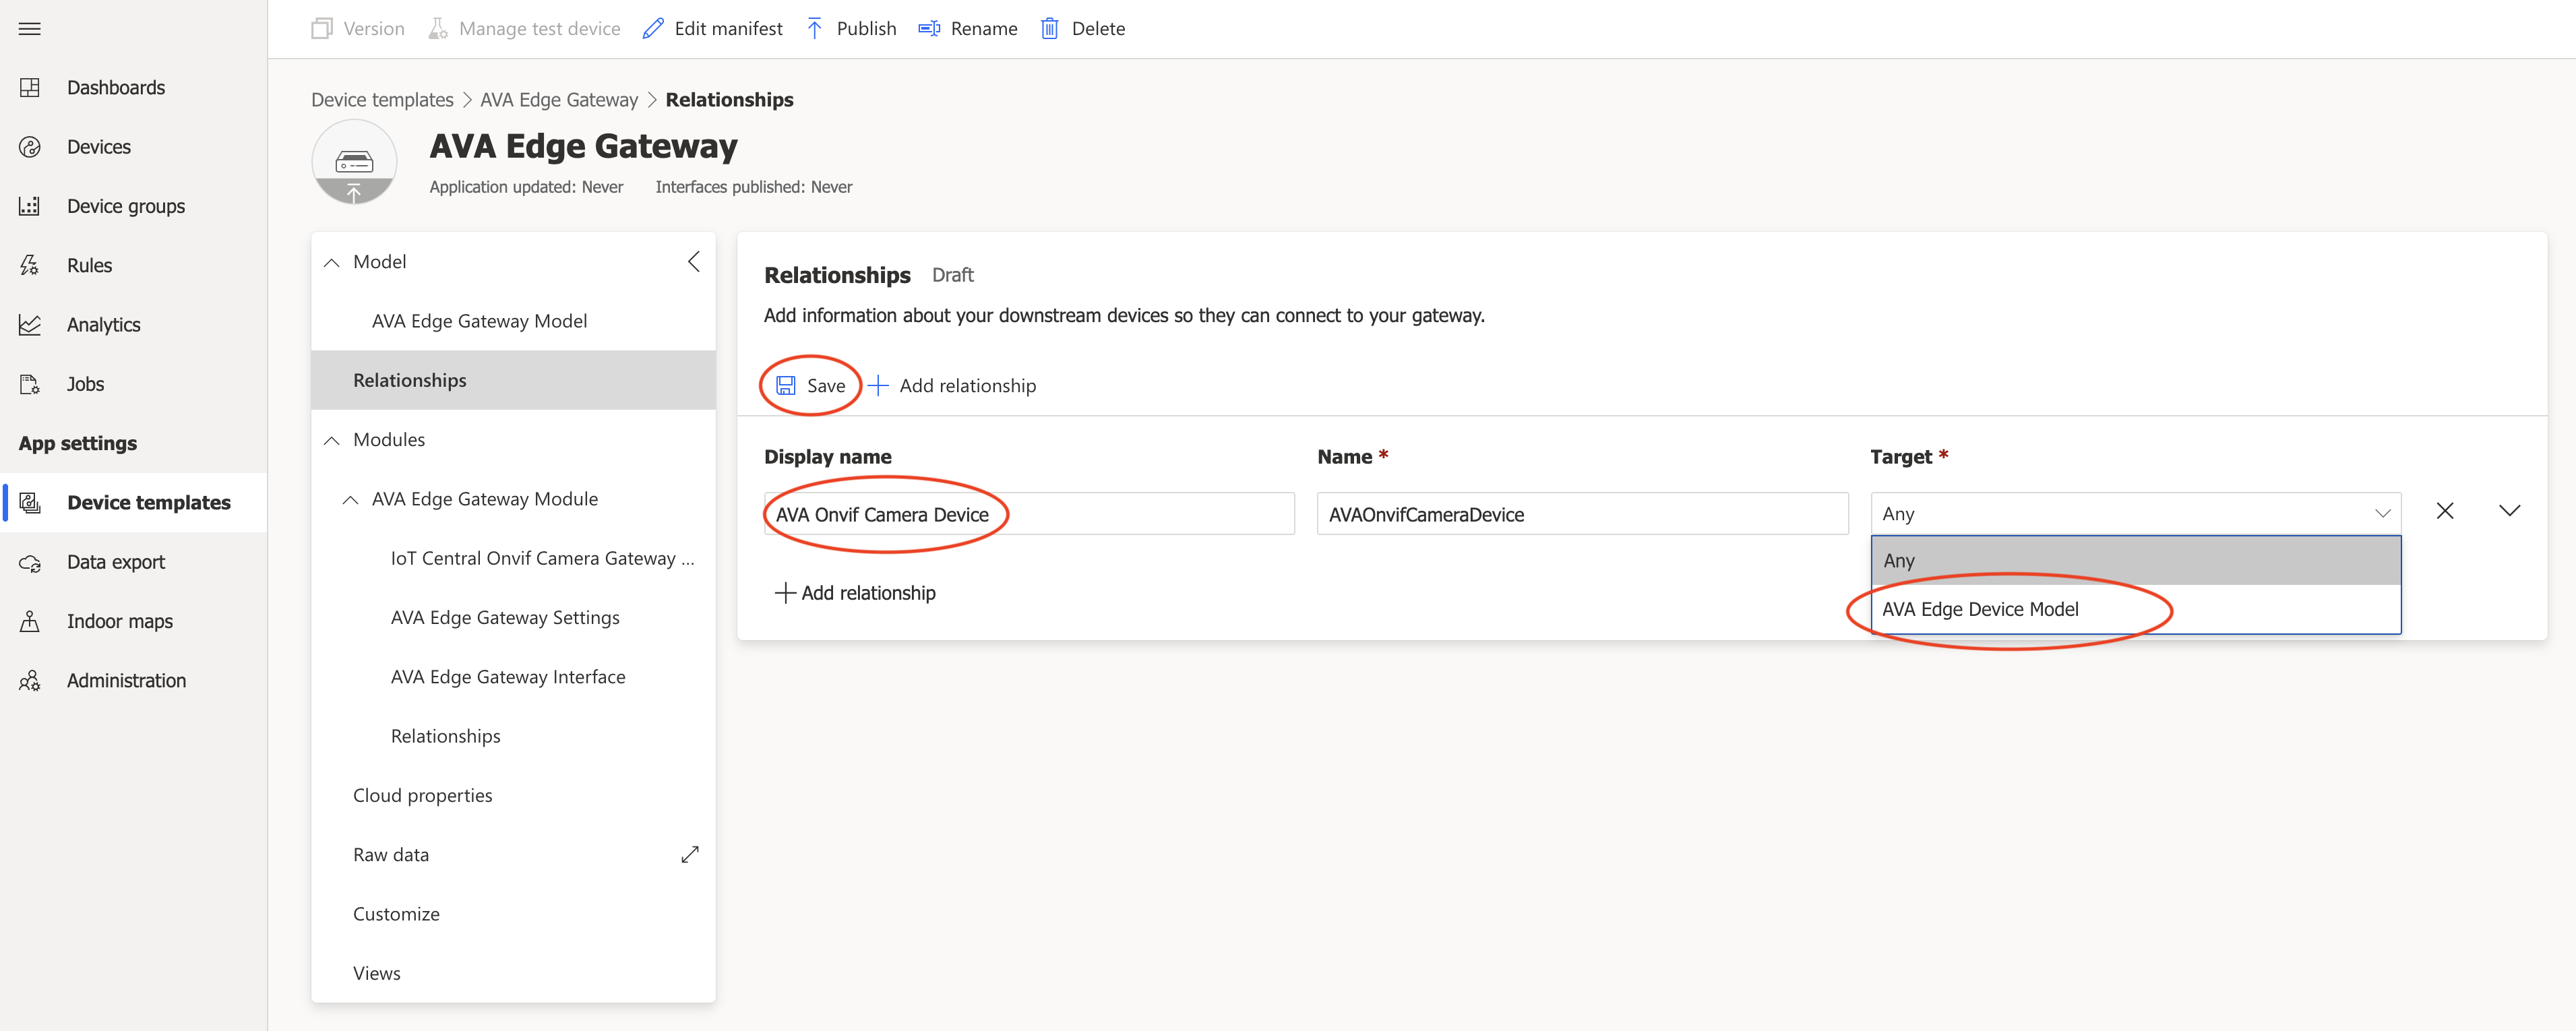 Version Manage test device Edit manifest Publish Rename Delete
Dashboards
Devices
Device groups
Rules
Analytics
Jobs
App settings
Device templates
Data export
Indoor maps
Administration
Device templates > AVA Edge Gateway > Relationships
AVA Edge Gateway
Application updated: Never Interfaces published: Never
Model
AVA Edge Gateway Model
Relationships
Modules
AVA Edge Gateway Module
IoT Central Onvif Camera Gateway ...
AVA Edge Gateway Settings
AVA Edge Gateway Interface
Relationships
Cloud properties
Raw data
Customize
Views
Relationships Draft
Add information about your downstream devices so they can connect to your gateway.
Save + Add relationship
Display name Name * Target *
AVA Onvif Camera Device AVAOnvifCameraDevice Any
Any
AVA Edge Device Model
+ Add relationship